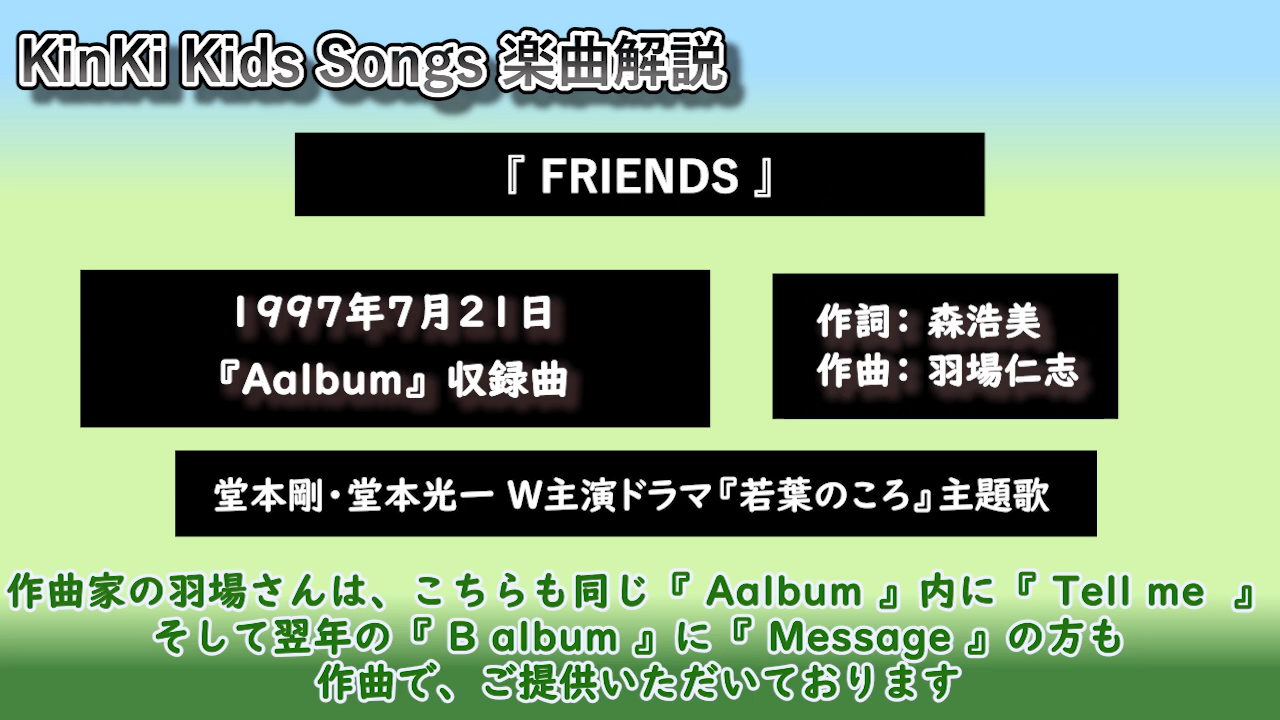 KinKi Kids Songs 楽曲解説
『 FRIENDS 』
1997年7月21日
『Aalbum』収録曲
作詞：森浩美
作曲：羽場仁志
堂本剛・堂本光一 W主演ドラマ『若葉のころ』主題歌
作曲家の羽場さんは、こちらも同じ『 Aalbum 』内に『 Tell me 』
そして翌年の『 B album 』に『 Message 』の方も
作曲で、ご提供いただいております